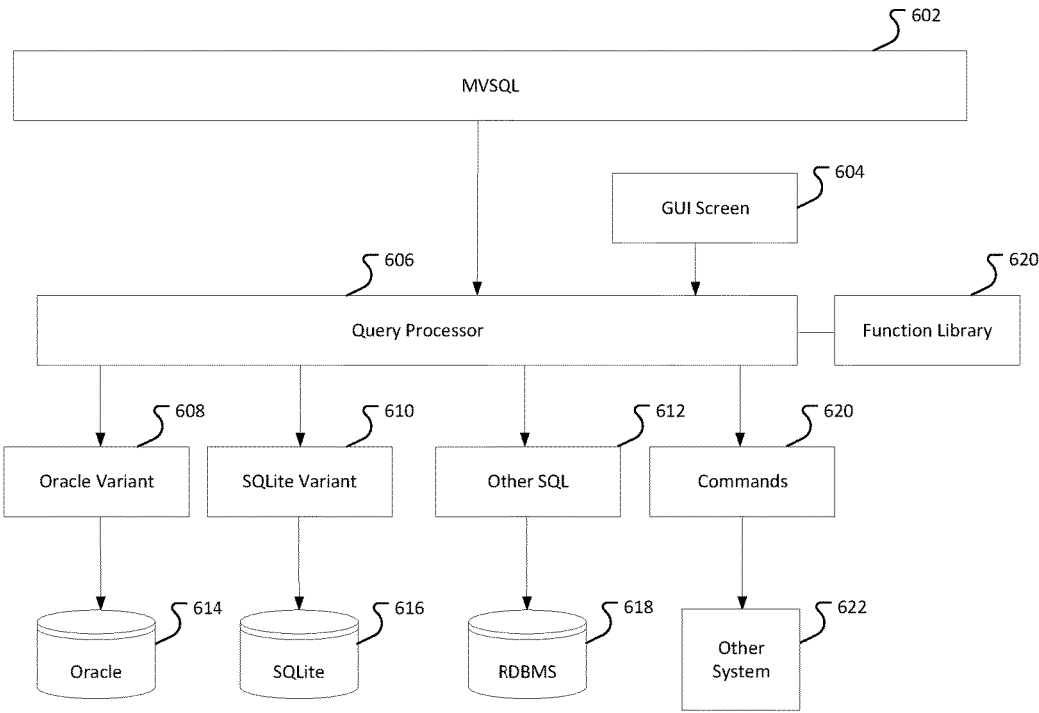 602
MVSQL
604
GUI Screen
606
620
Query Processor
Function Library
608
610
612
620
Oracle Variant
SQLite Variant
Other SQL
Commands
614
616
618
622
Oracle
SQLite
RDBMS
Other
System